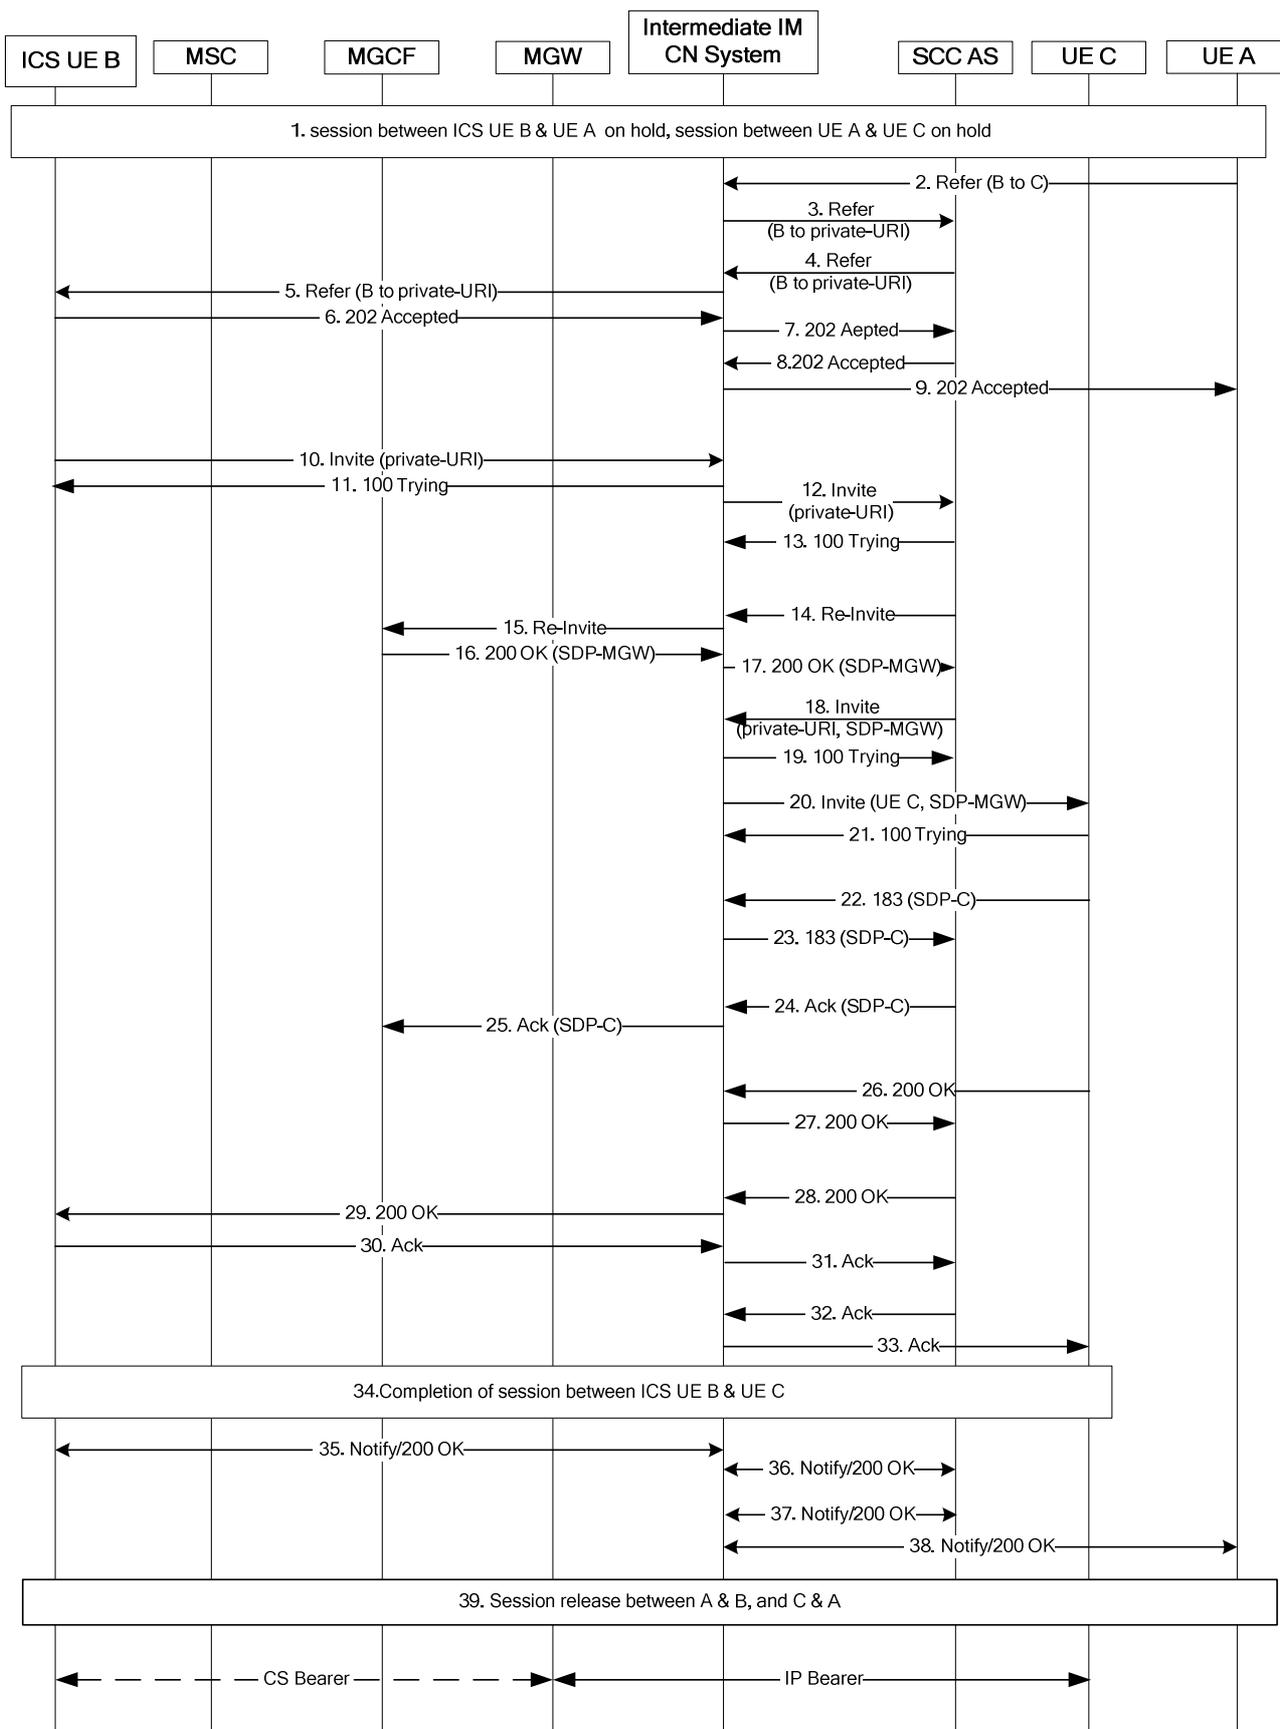 ICS UE B
MSC
MGCF
MGW
Intermediate IM
CN System
SCC AS
UE C
UE A
1. session between ICS UE B & UE A on hold, session between UE A & UE C on hold
2. Refer (B to C)
3. Refer
(B to private-URI)
4. Refer
(B to private-URI)
5. Refer (B to private-URI)
6. 202 Accepted
7. 202 Aepted
8.202 Accepted
9. 202 Accepted
10. Invite (private-URI)
11. 100 Trying
12. Invite
(private-URI)
13. 100 Trying
14. Re-Invite
15. Re-Invite
16. 200 OK (SDP-MGW)
17. 200 OK (SDP-MGW)
18. Invite
(private-URI, SDP-MGW)
19. 100 Trying
20. Invite (UE C, SDP-MGW)
21. 100 Trying
22. 183 (SDP-C)
23. 183 (SDP-C)
24. Ack (SDP-C)
25. Ack (SDP-C)
26. 200 OK
27. 200 OK
28. 200 OK
29. 200 OK
30. Ack
31. Ack
32. Ack
33. Ack
34.Completion of session between ICS UE B & UE C
35. Notify/200 OK
36. Notify/200 OK
37. Notify/200 OK
38. Notify/200 OK
39. Session release between A & B, and C & A
CS Bearer
IP Bearer